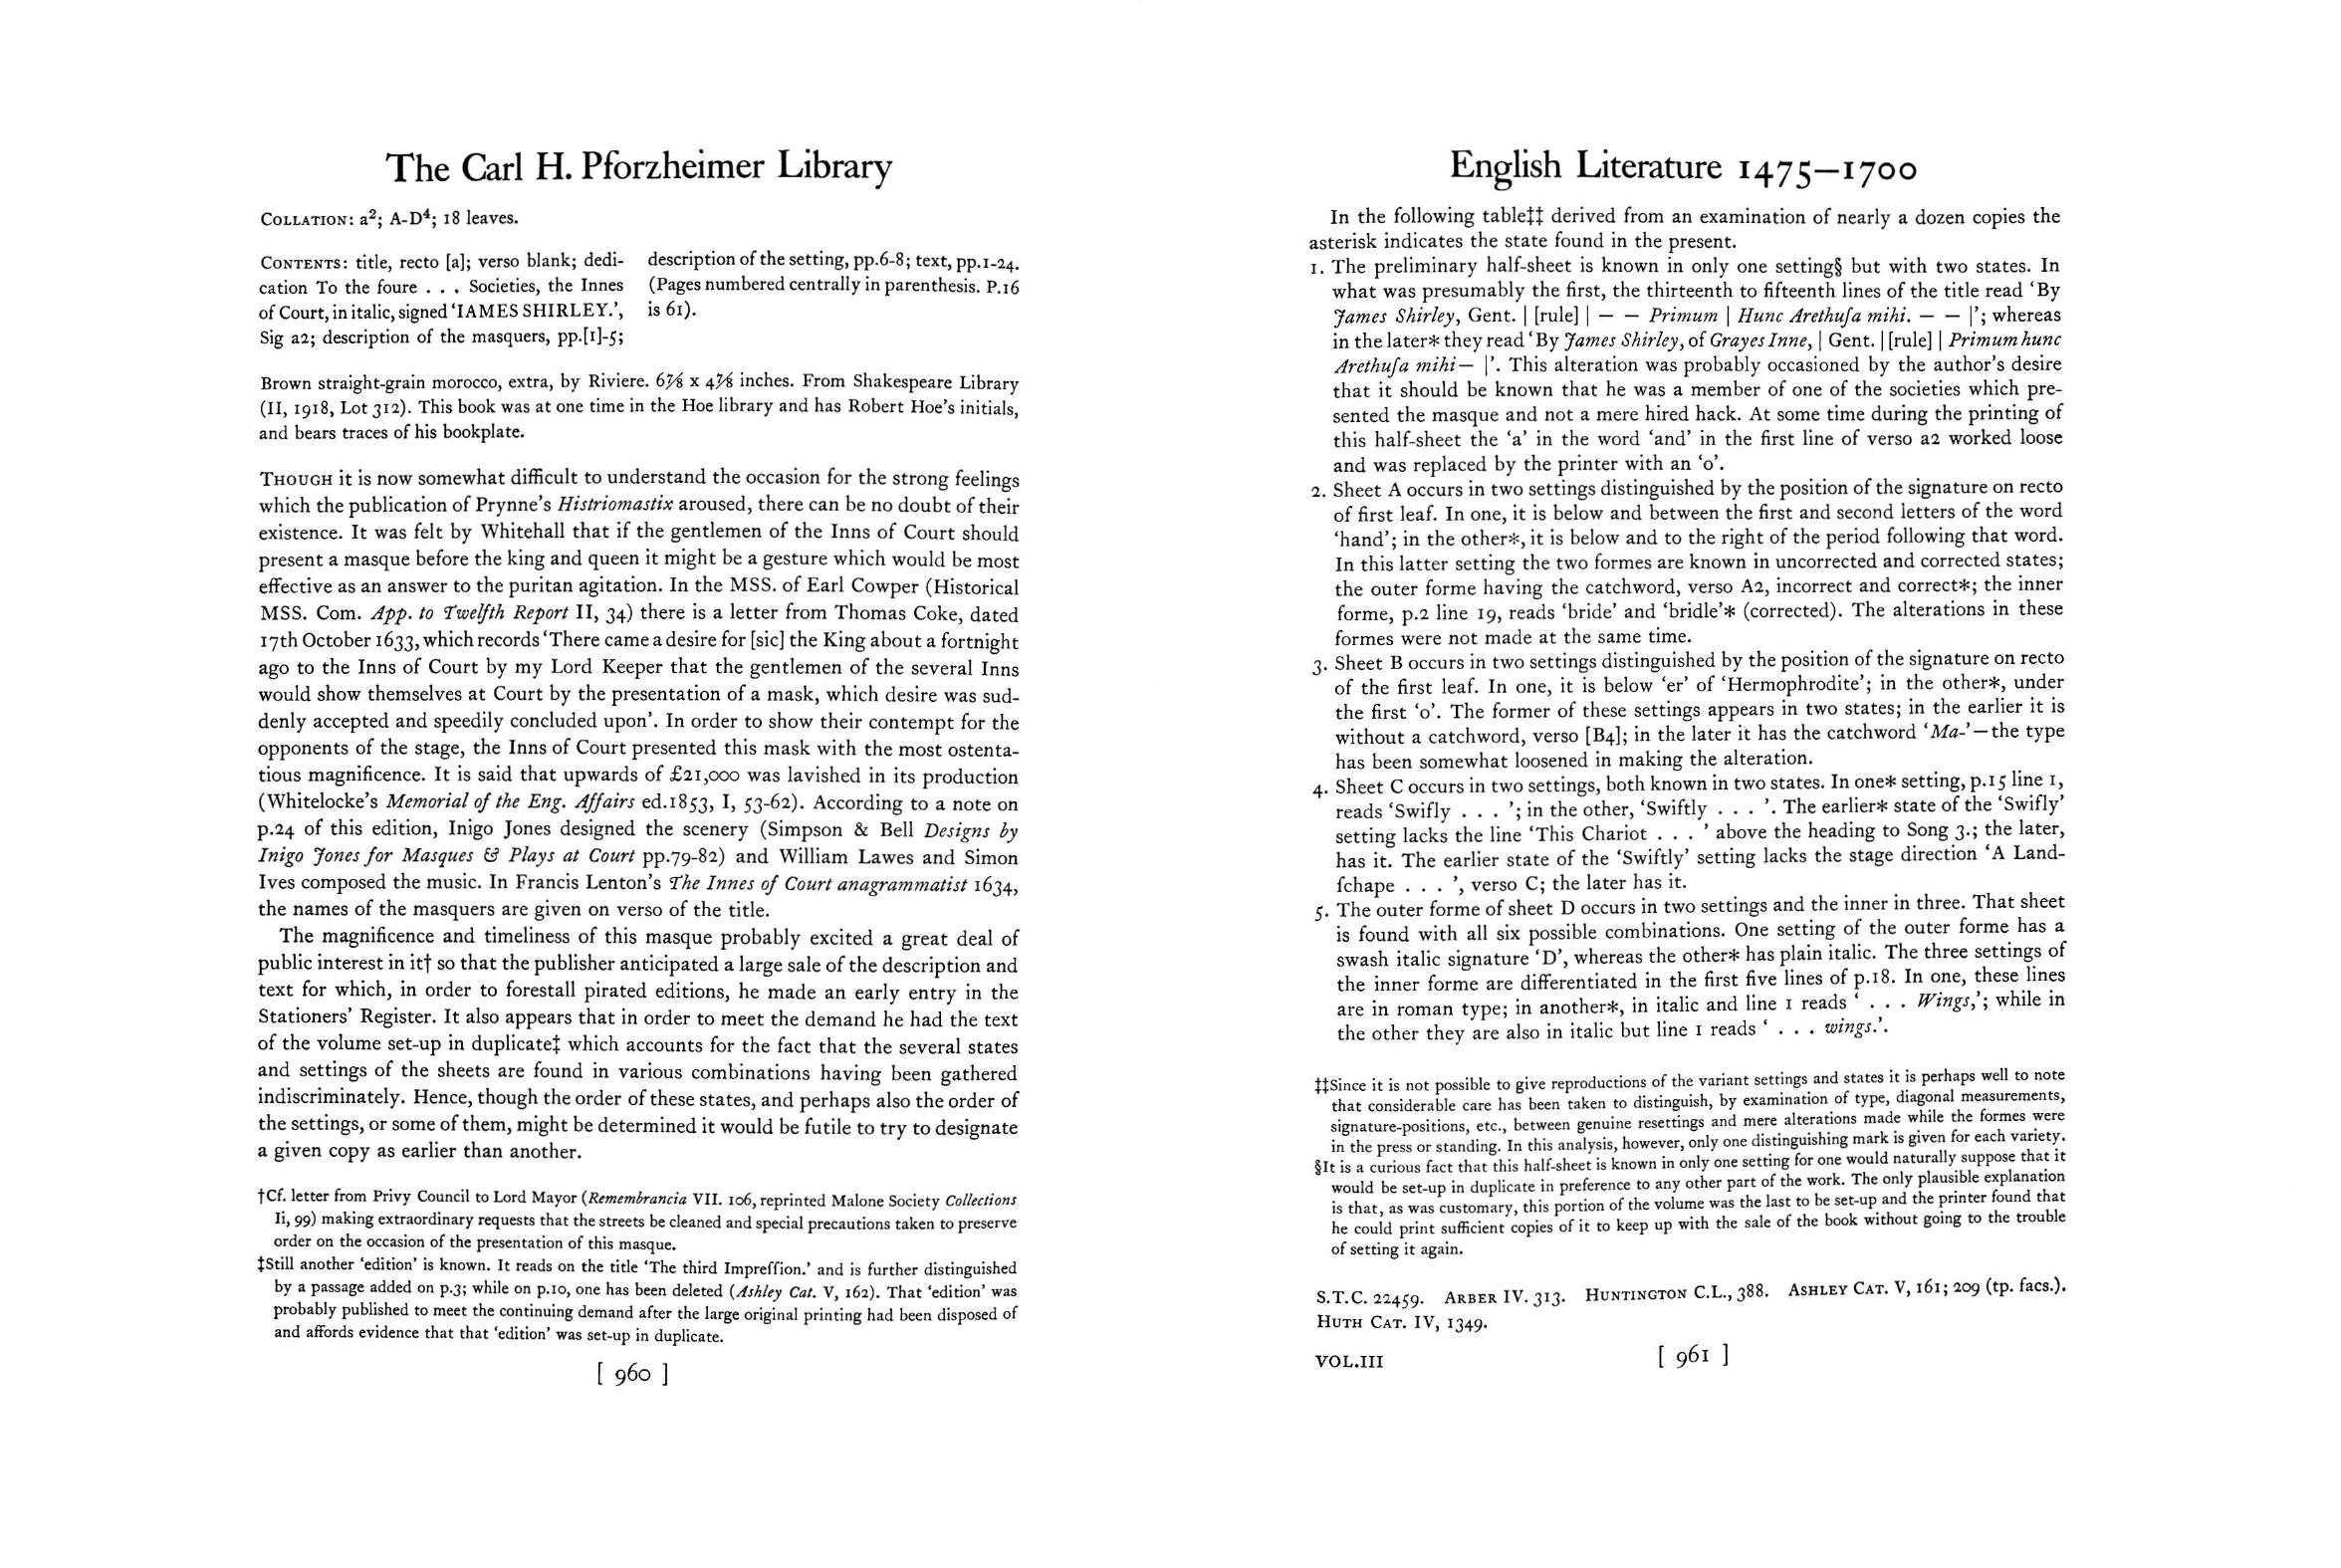 The Carl H. Pforzheimer Library
COLLATION: a²; A-D⁴; 18 leaves.
CONTENTS: title, recto [a]; verso blank; dedi-
cation To the foure . . . Societies, the Innes
of Court, in italic, signed ‘IAMES SHIRLEY.’,
Sig a2; description of the masquers, pp.[1]-5;
description of the setting, pp.6-8; text, pp.1-24.
(Pages numbered centrally in parenthesis. P.16
is 61).
Brown straight-grain morocco, extra, by Riviere. 6⅞ x 4⅞ inches. From Shakespeare Library
(II, 1918, Lot 312). This book was at one time in the Hoe library and has Robert Hoe’s initials,
and bears traces of his bookplate.
THOUGH it is now somewhat difficult to understand the occasion for the strong feelings
which the publication of Prynne’s Histriomastix aroused, there can be no doubt of their
existence. It was felt by Whitehall that if the gentlemen of the Inns of Court should
present a masque before the king and queen it might be a gesture which would be most
effective as an answer to the puritan agitation. In the MSS. of Earl Cowper (Historical
MSS. Com. App. to Twelfth Report II, 34) there is a letter from Thomas Coke, dated
17th October 1633, which records ‘There came a desire for [sic] the King about a fortnight
ago to the Inns of Court by my Lord Keeper that the gentlemen of the several Inns
would show themselves at Court by the presentation of a mask, which desire was sud-
denly accepted and speedily concluded upon’. In order to show their contempt for the
opponents of the stage, the Inns of Court presented this mask with the most ostenta-
tious magnificence. It is said that upwards of £21,000 was lavished in its production
(Whitelocke’s Memorial of the Eng. Affairs ed.1853, I, 53-62). According to a note on
p.24 of this edition, Inigo Jones designed the scenery (Simpson & Bell Designs by
Inigo Jones for Masques & Plays at Court pp.79-82) and William Lawes and Simon
Ives composed the music. In Francis Lenton’s The Innes of Court anagrammatist 1634,
the names of the masquers are given on verso of the title.
The magnificence and timeliness of this masque probably excited a great deal of
public interest in it† so that the publisher anticipated a large sale of the description and
text for which, in order to forestall pirated editions, he made an early entry in the
Stationers’ Register. It also appears that in order to meet the demand he had the text
of the volume set-up in duplicate‡ which accounts for the fact that the several states
and settings of the sheets are found in various combinations having been gathered
indiscriminately. Hence, though the order of these states, and perhaps also the order of
the settings, or some of them, might be determined it would be futile to try to designate
a given copy as earlier than another.
†Cf. letter from Privy Council to Lord Mayor (Remembrancia VII. 106, reprinted Malone Society Collections
Ii, 99) making extraordinary requests that the streets be cleaned and special precautions taken to preserve
order on the occasion of the presentation of this masque.
‡Still another ‘edition’ is known. It reads on the title ‘The third Impreſſion.’ and is further distinguished
by a passage added on p.3; while on p.10, one has been deleted (Ashley Cat. V, 162). That ‘edition’ was
probably published to meet the continuing demand after the large original printing had been disposed of
and affords evidence that that ‘edition’ was set-up in duplicate.
[ 960 ]
English Literature 1475–1700
In the following table‡‡ derived from an examination of nearly a dozen copies the
asterisk indicates the state found in the present.
1. The preliminary half-sheet is known in only one setting§ but with two states. In
what was presumably the first, the thirteenth to fifteenth lines of the title read ‘By
James Shirley, Gent. | [rule] | — — Primum | Hunc Arethuſa mihi. — — |’; whereas
in the later* they read ‘By James Shirley, of Grayes Inne, | Gent. | [rule] | Primum hunc
Arethuſa mihi— |’. This alteration was probably occasioned by the author’s desire
that it should be known that he was a member of one of the societies which pre-
sented the masque and not a mere hired hack. At some time during the printing of
this half-sheet the ‘a’ in the word ‘and’ in the first line of verso a2 worked loose
and was replaced by the printer with an ‘o’.
2. Sheet A occurs in two settings distinguished by the position of the signature on recto
of first leaf. In one, it is below and between the first and second letters of the word
‘hand’; in the other*, it is below and to the right of the period following that word.
In this latter setting the two formes are known in uncorrected and corrected states;
the outer forme having the catchword, verso A2, incorrect and correct*; the inner
forme, p.2 line 19, reads ‘bride’ and ‘bridle’* (corrected). The alterations in these
formes were not made at the same time.
3. Sheet B occurs in two settings distinguished by the position of the signature on recto
of the first leaf. In one, it is below ‘er’ of ‘Hermophrodite’; in the other*, under
the first ‘o’. The former of these settings appears in two states; in the earlier it is
without a catchword, verso [B4]; in the later it has the catchword ‘Ma-’—the type
has been somewhat loosened in making the alteration.
4. Sheet C occurs in two settings, both known in two states. In one* setting, p.15 line 1,
reads ‘Swifly . . . ’; in the other, ‘Swiftly . . . ’. The earlier* state of the ‘Swifly’
setting lacks the line ‘This Chariot . . . ’ above the heading to Song 3.; the later,
has it. The earlier state of the ‘Swiftly’ setting lacks the stage direction ‘A Land-
ſchape . . . ’, verso C; the later has it.
5. The outer forme of sheet D occurs in two settings and the inner in three. That sheet
is found with all six possible combinations. One setting of the outer forme has a
swash italic signature ‘D’, whereas the other* has plain italic. The three settings of
the inner forme are differentiated in the first five lines of p.18. In one, these lines
are in roman type; in another*, in italic and line 1 reads ‘ . . . Wings,’; while in
the other they are also in italic but line 1 reads ‘ . . . wings.’.
‡‡Since it is not possible to give reproductions of the variant settings and states it is perhaps well to note
that considerable care has been taken to distinguish, by examination of type, diagonal measurements,
signature-positions, etc., between genuine resettings and mere alterations made while the formes were
in the press or standing. In this analysis, however, only one distinguishing mark is given for each variety.
§It is a curious fact that this half-sheet is known in only one setting for one would naturally suppose that it
would be set-up in duplicate in preference to any other part of the work. The only plausible explanation
is that, as was customary, this portion of the volume was the last to be set-up and the printer found that
he could print sufficient copies of it to keep up with the sale of the book without going to the trouble
of setting it again.
S.T.C. 22459. ARBER IV. 313. HUNTINGTON C.L., 388. ASHLEY CAT. V, 161; 209 (tp. facs.).
HUTH CAT. IV, 1349.
VOL.III
[ 961 ]